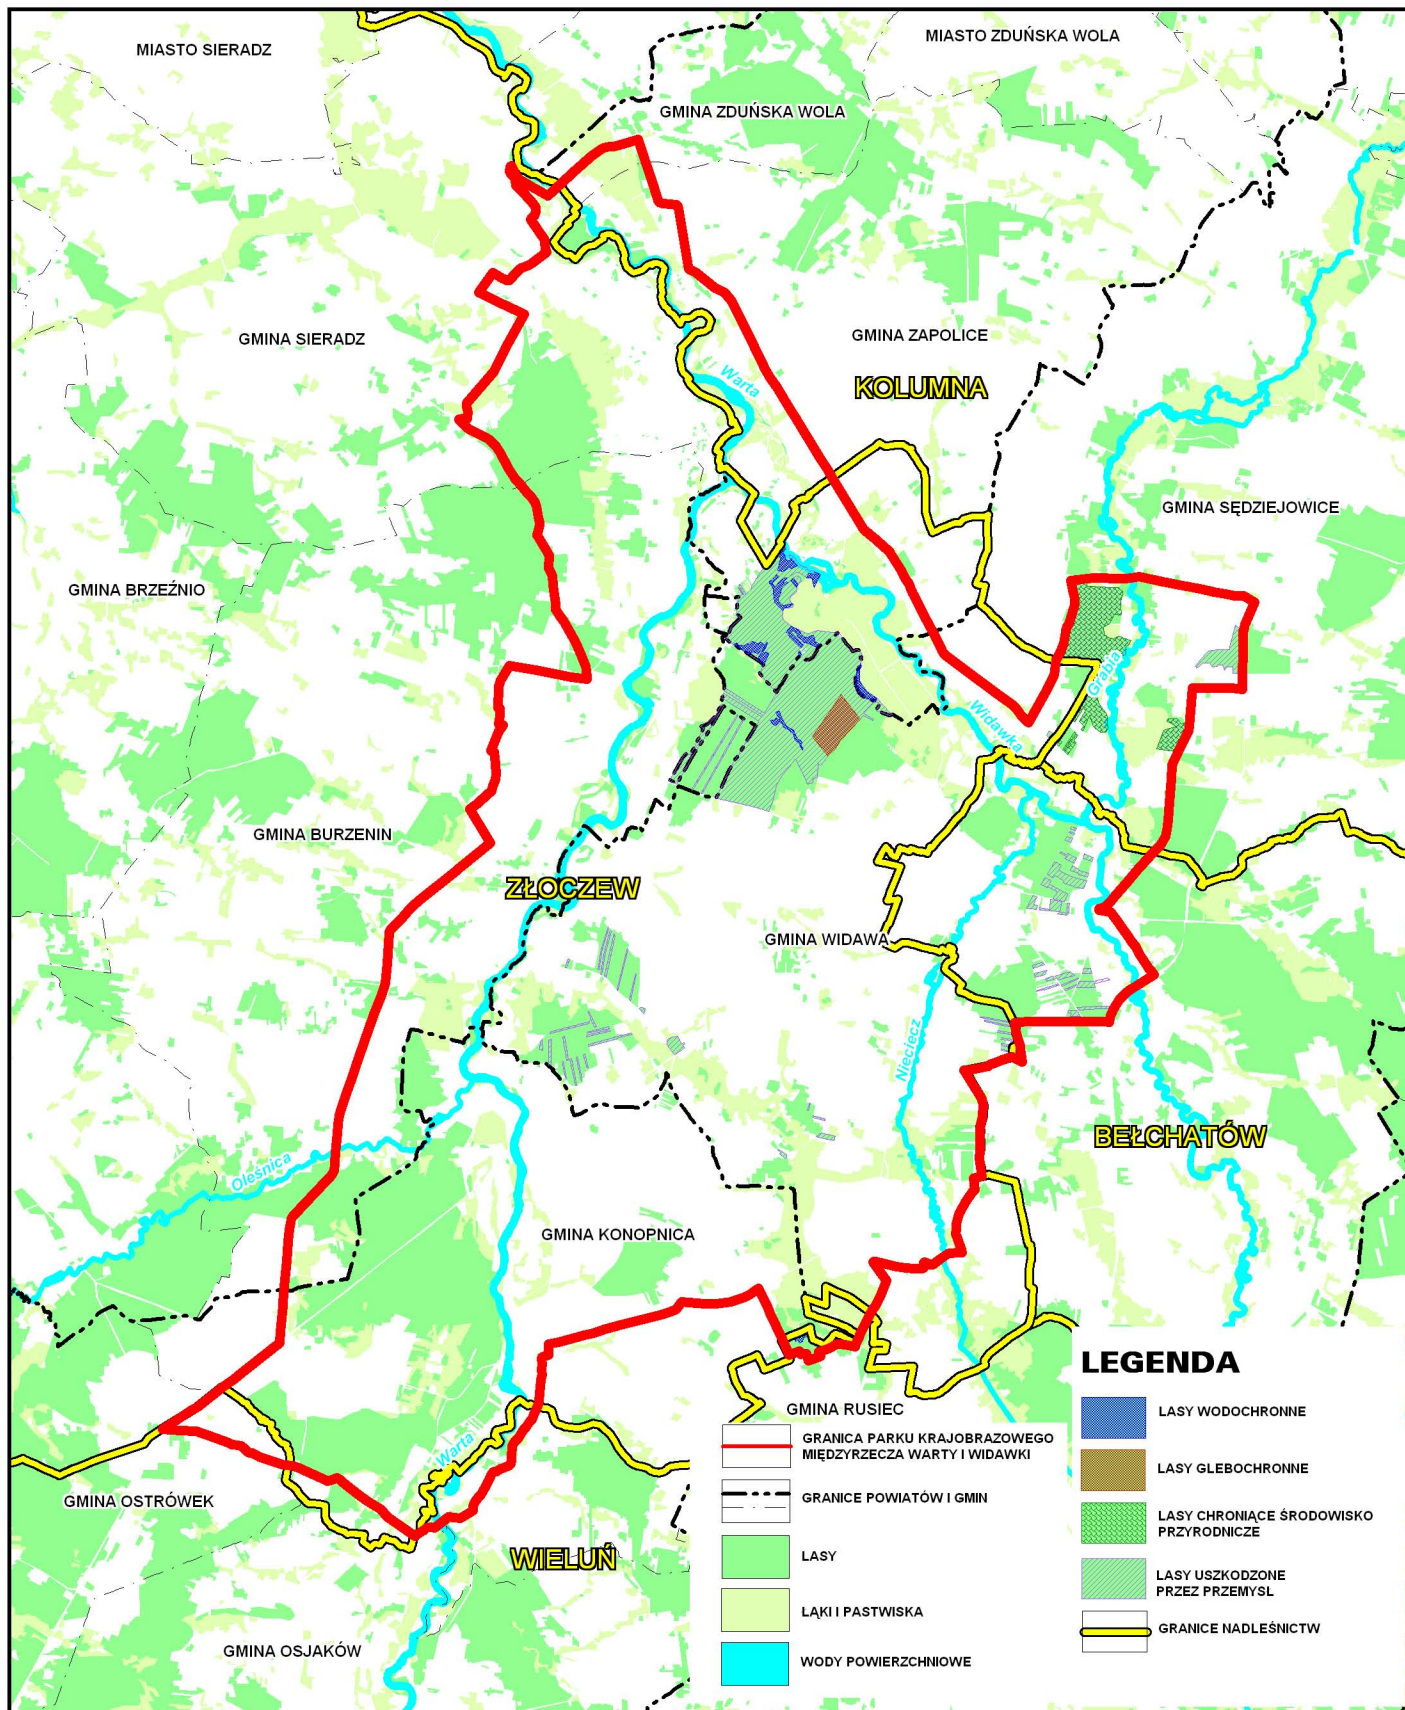 MIASTO SIERADZ
MIASTO ZDUŃSKA WOLA
GMINA ZDUŃSKA WOLA
GMINA SIERADZ
GMINA ZAPOLICE
Warta
KOLUMNA
GMINA SĘDZIEJOWICE
GMINA BRZEŹNIO
Grabia
Widawka
GMINA BURZENIN
ZŁOCZEW
GMINA WIDAWA
Nieciecz
BEŁCHATÓW
Oleśnica
GMINA KONOPNICA
GMINA RUSIEC
Warta
GMINA OSTRÓWEK
WIELUŃ
GMINA OSJAKÓW
LEGENDA
GRANICA PARKU KRAJOBRAZOWEGO
MIĘDZYRZECZA WARTY I WIDAWKI
GRANICE POWIATÓW I GMIN
LASY
ŁĄKI I PASTWISKA
WODY POWIERZCHNIOWE
LASY WODOCHRONNE
LASY GLEBOCHRONNE
LASY CHRONIĄCE ŚRODOWISKO
PRZYRODNICZE
LASY USZKODZONE
PRZEZ PRZEMYSŁ
GRANICE NADLEŚNICTW